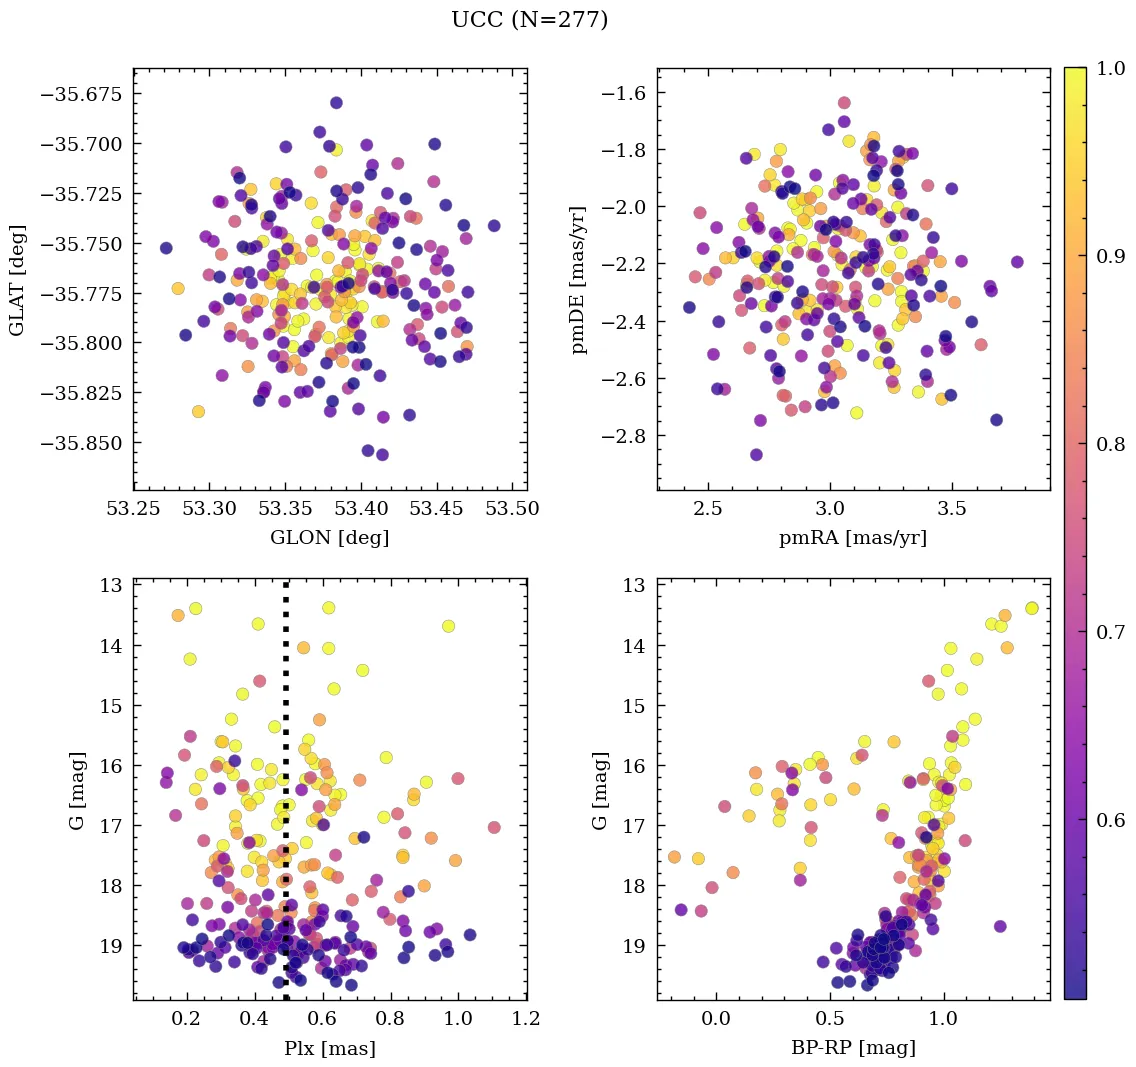 UCC (N=277)
−35.675
−35.700
−35.725
−35.750
−35.775
−35.800
−35.825
−35.850
GLAT [deg]
53.25 53.30 53.35 53.40 53.45 53.50
GLON [deg]
−1.6
−1.8
−2.0
−2.2
−2.4
−2.6
−2.8
pmDE [mas/yr]
2.5 3.0 3.5
pmRA [mas/yr]
13
14
15
16
17
18
19
G [mag]
0.2 0.4 0.6 0.8 1.0 1.2
Plx [mas]
13
14
15
16
17
18
19
G [mag]
0.0 0.5 1.0
BP-RP [mag]
1.0
0.9
0.8
0.7
0.6